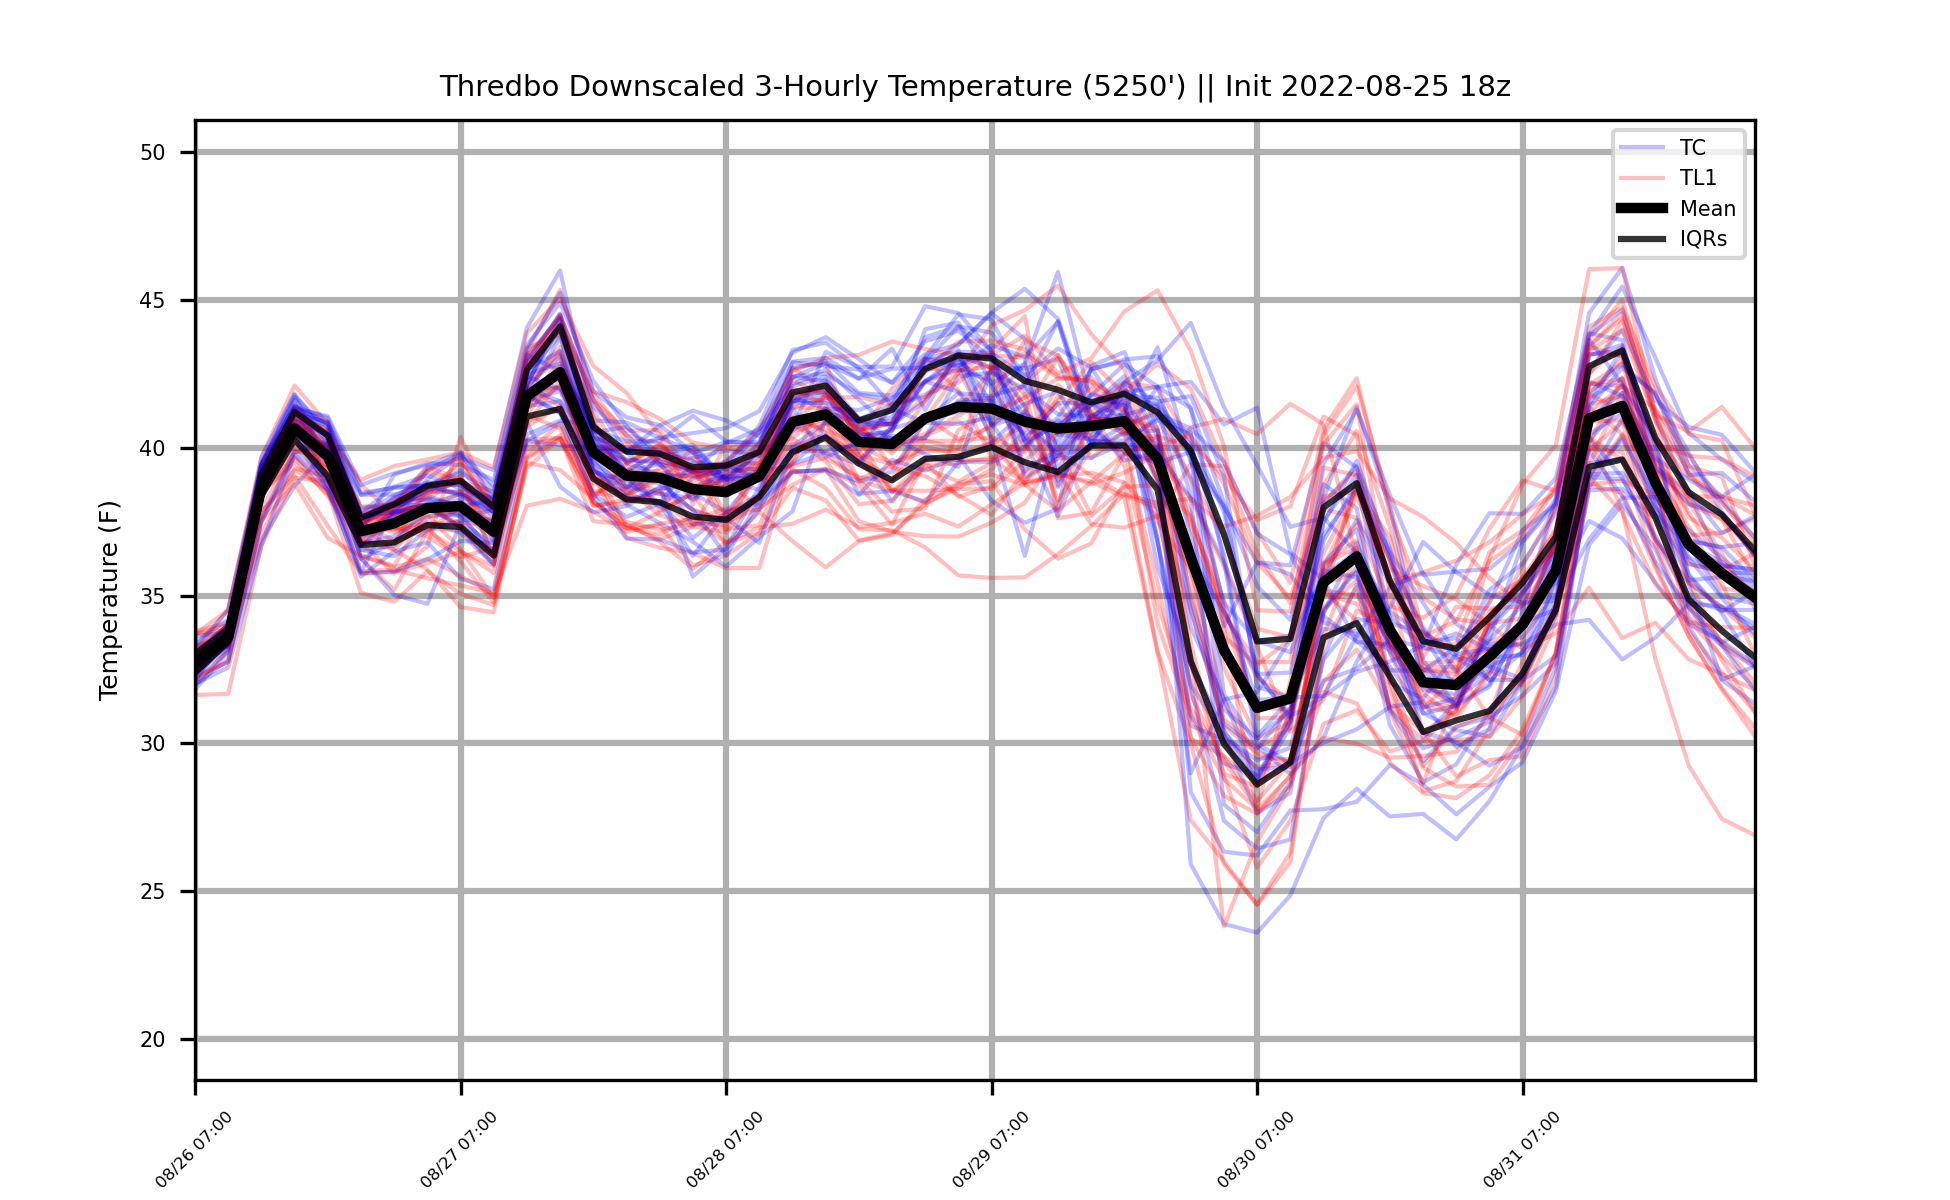 Thredbo Downscaled 3-Hourly Temperature (5250') || Init 2022-08-25 18z
TC
TL1
Mean
IQRs
Temperature (F)
50
45
40
35
30
25
20
08/26 07:00
08/27 07:00
08/28 07:00
08/29 07:00
08/30 07:00
08/31 07:00